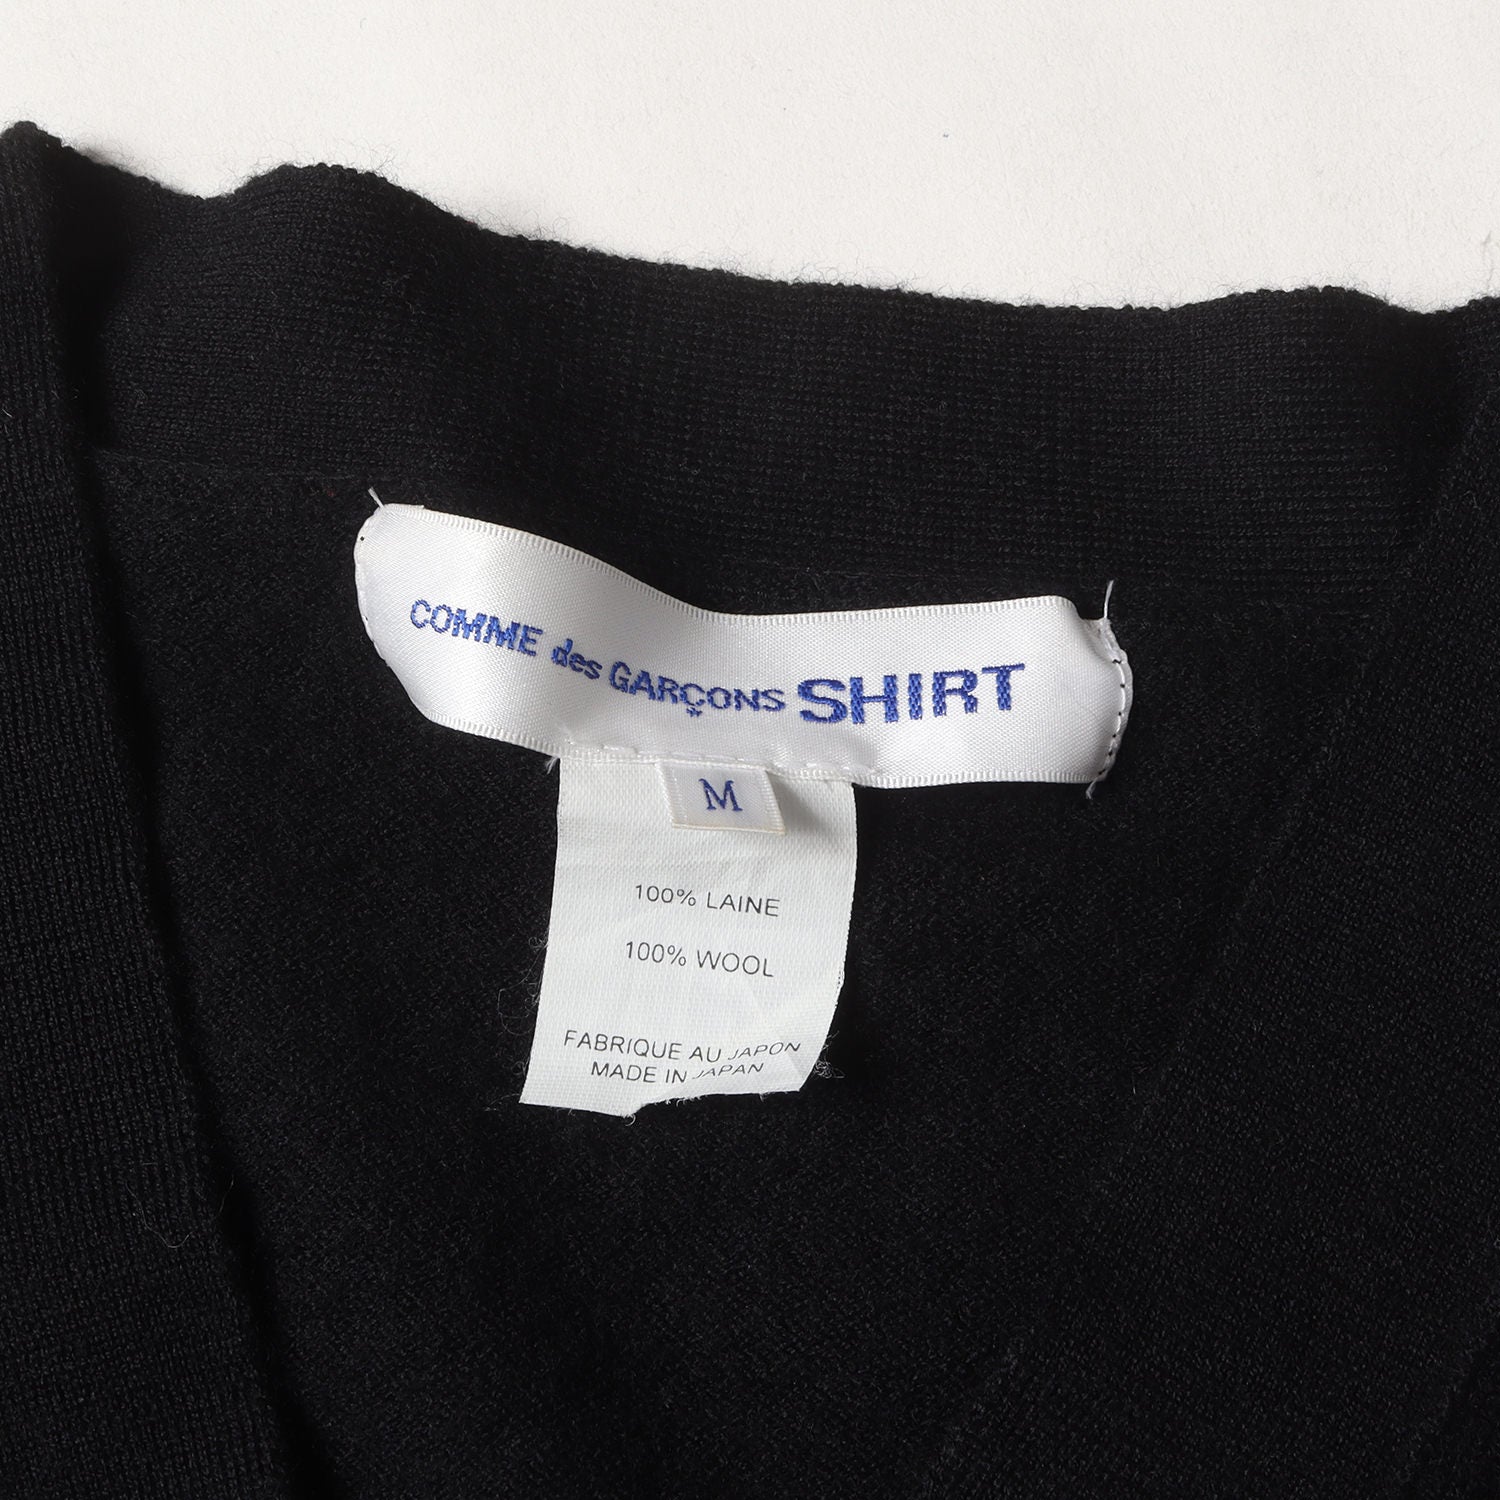 COMME des GARÇONS SHIRT
M
100% LAINE
100% WOOL
FABRIQUE AU JAPON
MADE IN JAPAN